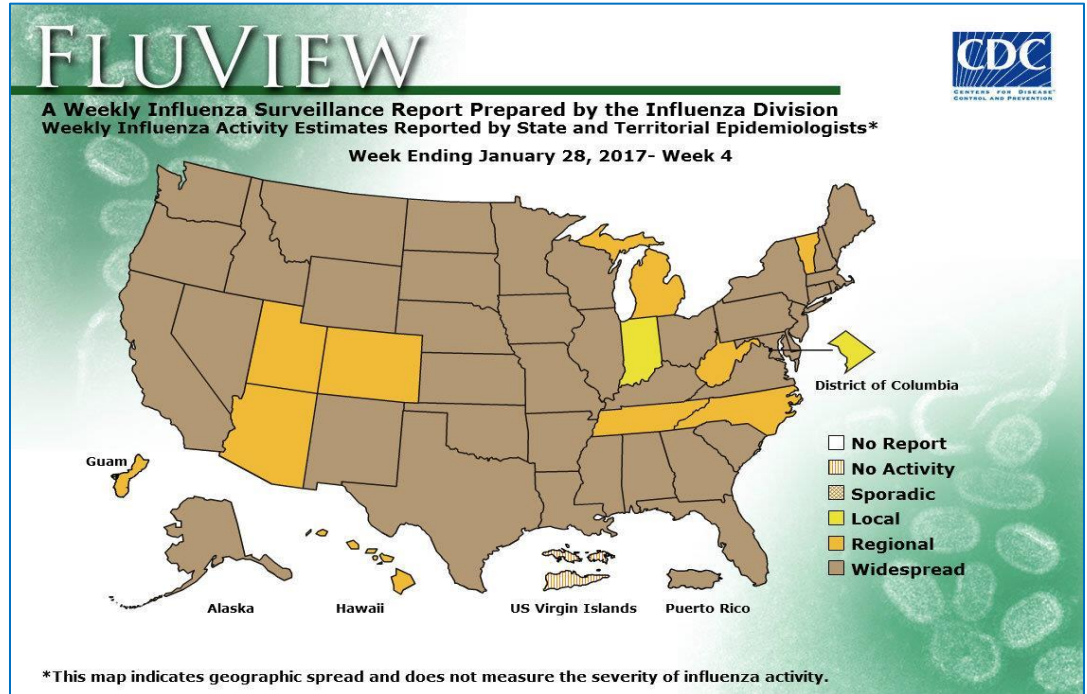 FLUVIEW
CDC
CENTERS FOR DISEASE™
CONTROL AND PREVENTION
A Weekly Influenza Surveillance Report Prepared by the Influenza Division
Weekly Influenza Activity Estimates Reported by State and Territorial Epidemiologists*
Week Ending January 28, 2017- Week 4
District of Columbia
Guam
No Report
No Activity
Sporadic
Local
Regional
Widespread
Alaska
Hawaii
US Virgin Islands
Puerto Rico
*This map indicates geographic spread and does not measure the severity of influenza activity.